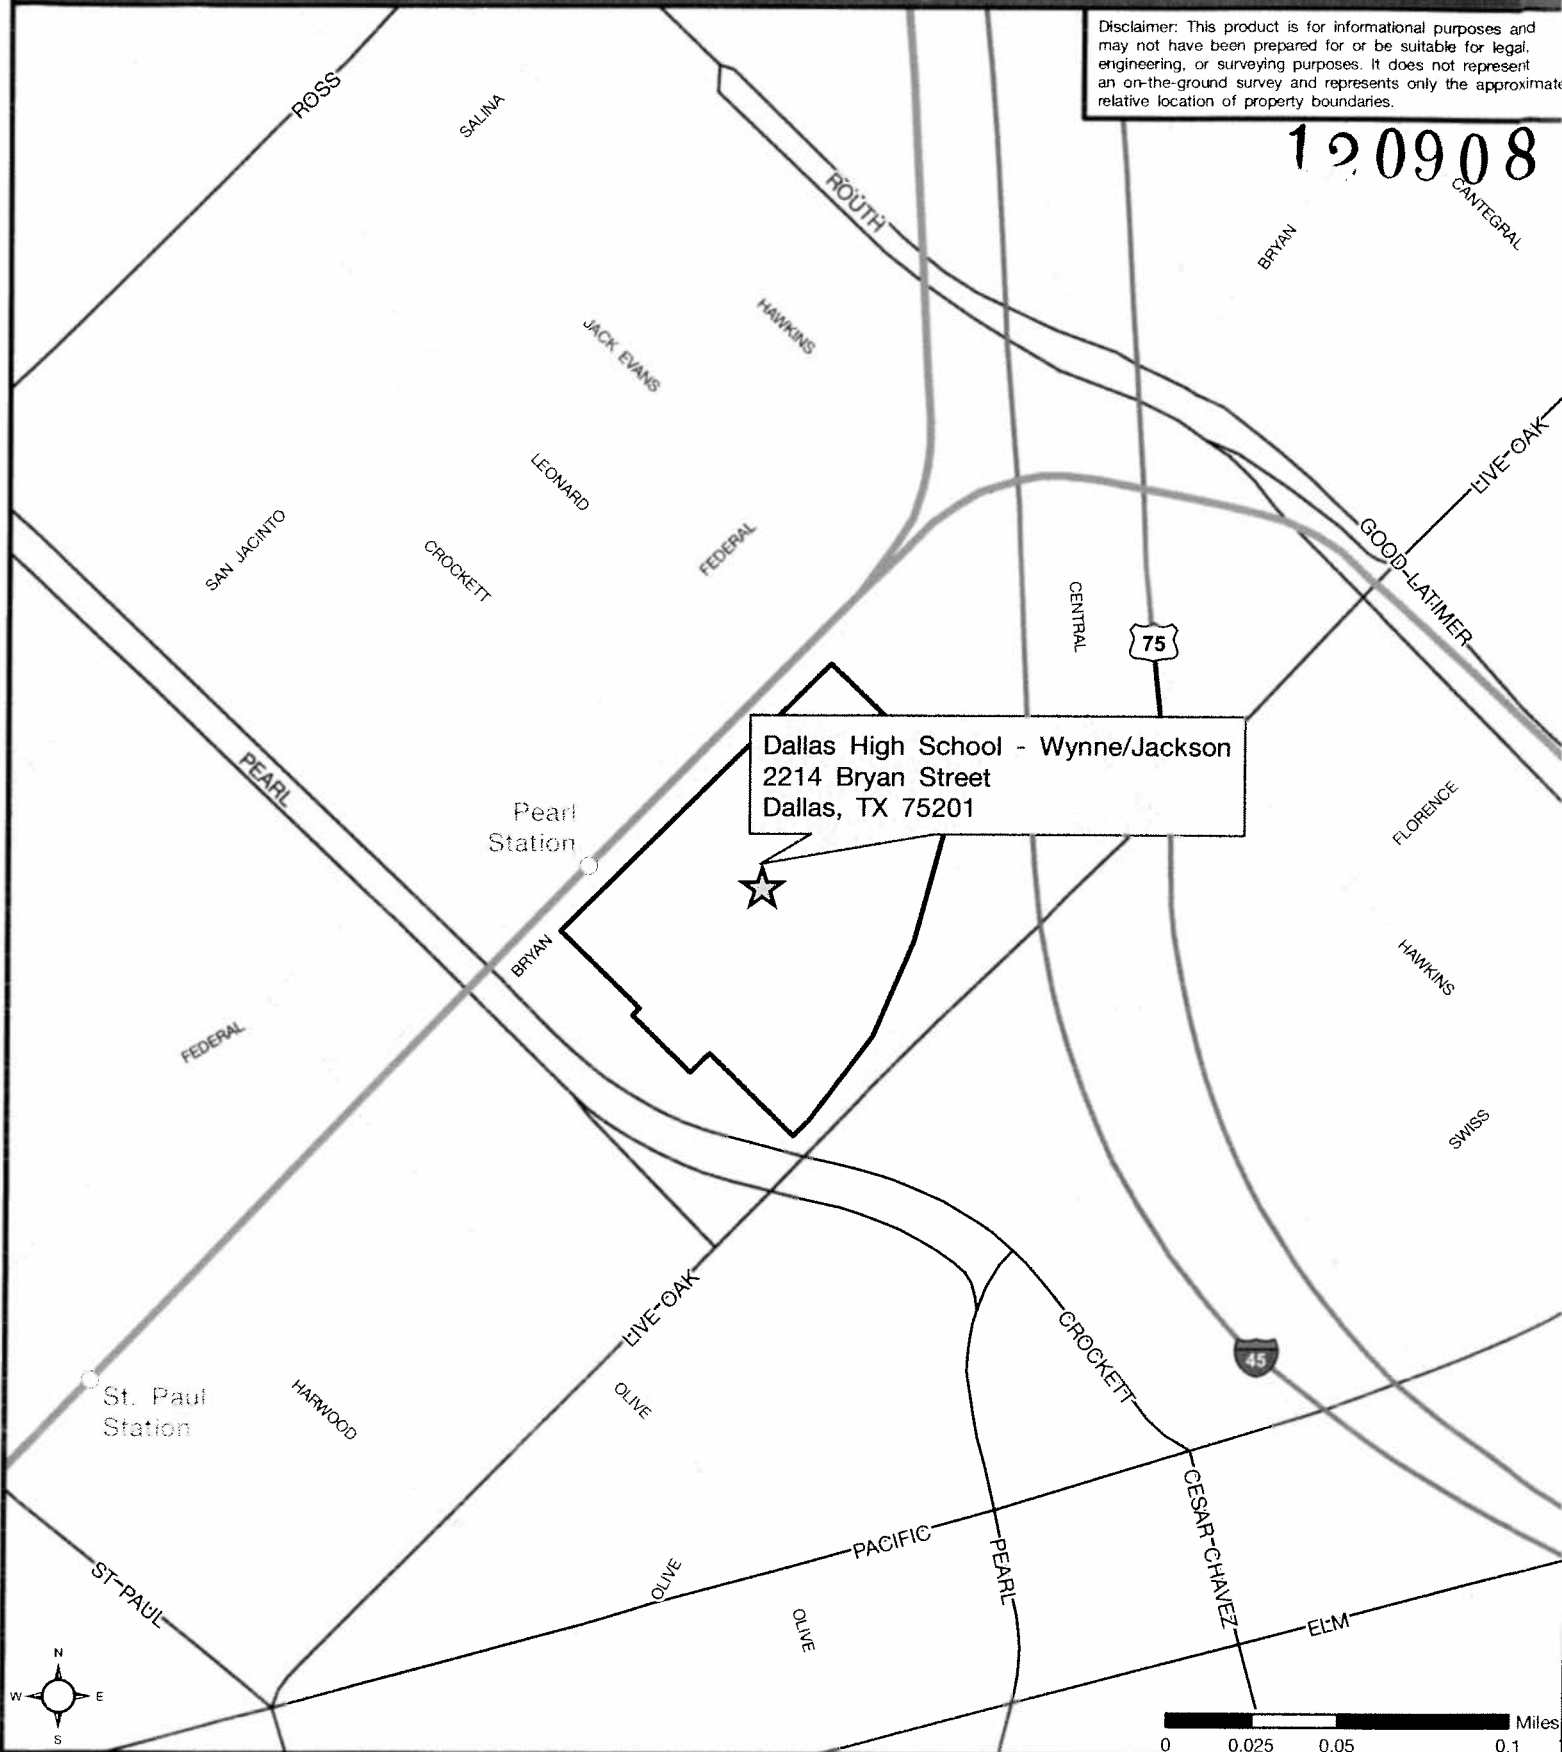 Disclaimer: This product is for informational purposes and
may not have been prepared for or be suitable for legal,
engineering, or surveying purposes. It does not represent
an on-the-ground survey and represents only the approximate
relative location of property boundaries.
120908
ROSS
SALINA
ROUTH
CANTEGRAL
BRYAN
HAWKINS
JACK EVANS
LIVE OAK
LEONARD
SAN JACINTO
CROCKETT
FEDERAL
GOOD LATIMER
CENTRAL
75
Dallas High School - Wynne/Jackson
2214 Bryan Street
Dallas, TX 75201
PEARL
Pearl
Station
FLORENCE
BRYAN
HAWKINS
FEDERAL
SWISS
LIVE OAK
CROCKETT
45
St. Paul
Station
HARWOOD
OLIVE
CESAR CHAVEZ
PACIFIC
PEARL
ST PAUL
OLIVE
OLIVE
ELM
N
W
E
S
Miles
0
0.025
0.05
0.1